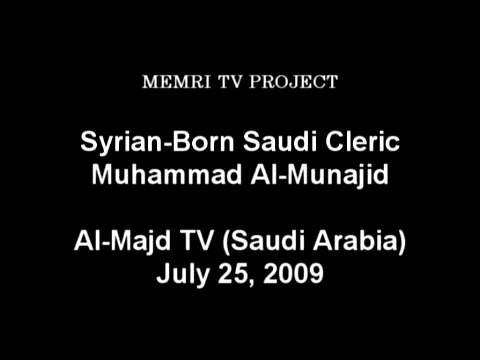 MEMRI TV PROJECT
Syrian-Born Saudi Cleric
Muhammad Al-Munajid
Al-Majd TV (Saudi Arabia)
July 25, 2009